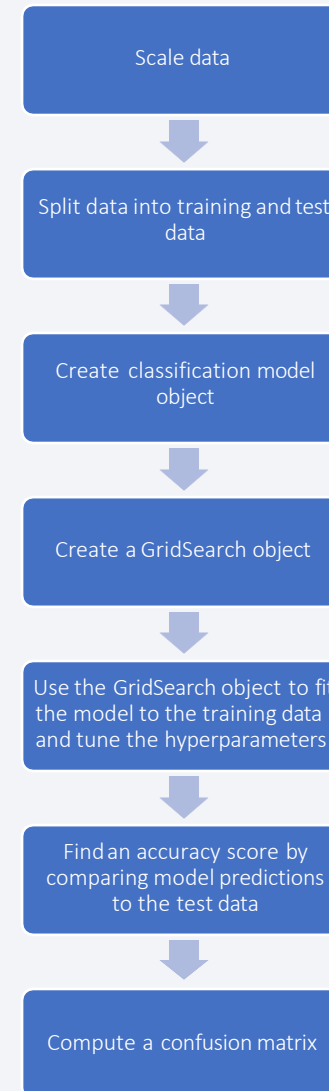 Scale data
Split data into training and test
data
Create classification model
object
Create a GridSearch object
Use the GridSearch object to fit
the model to the training data
and tune the hyperparameters
Find an accuracy score by
comparing model predictions
to the test data
Compute a confusion matrix